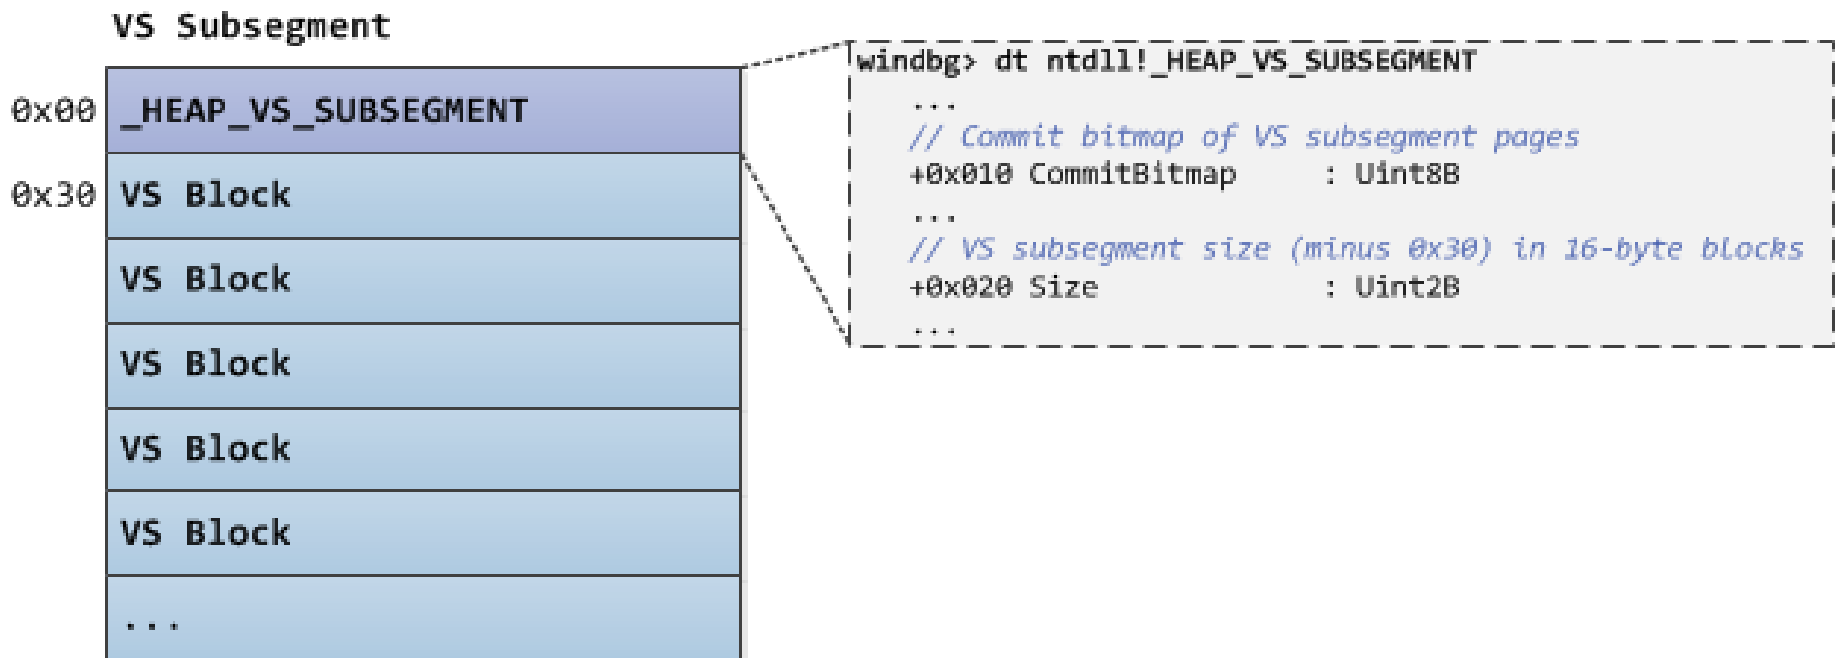 VS Subsegment
0x00 _HEAP_VS_SUBSEGMENT
0x30 VS Block
VS Block
VS Block
VS Block
VS Block
...
windbg> dt ntdll!_HEAP_VS_SUBSEGMENT
...
// Commit bitmap of VS subsegment pages
+0x010 CommitBitmap : Uint8B
...
// VS subsegment size (minus 0x30) in 16-byte blocks
+0x020 Size : Uint2B
...